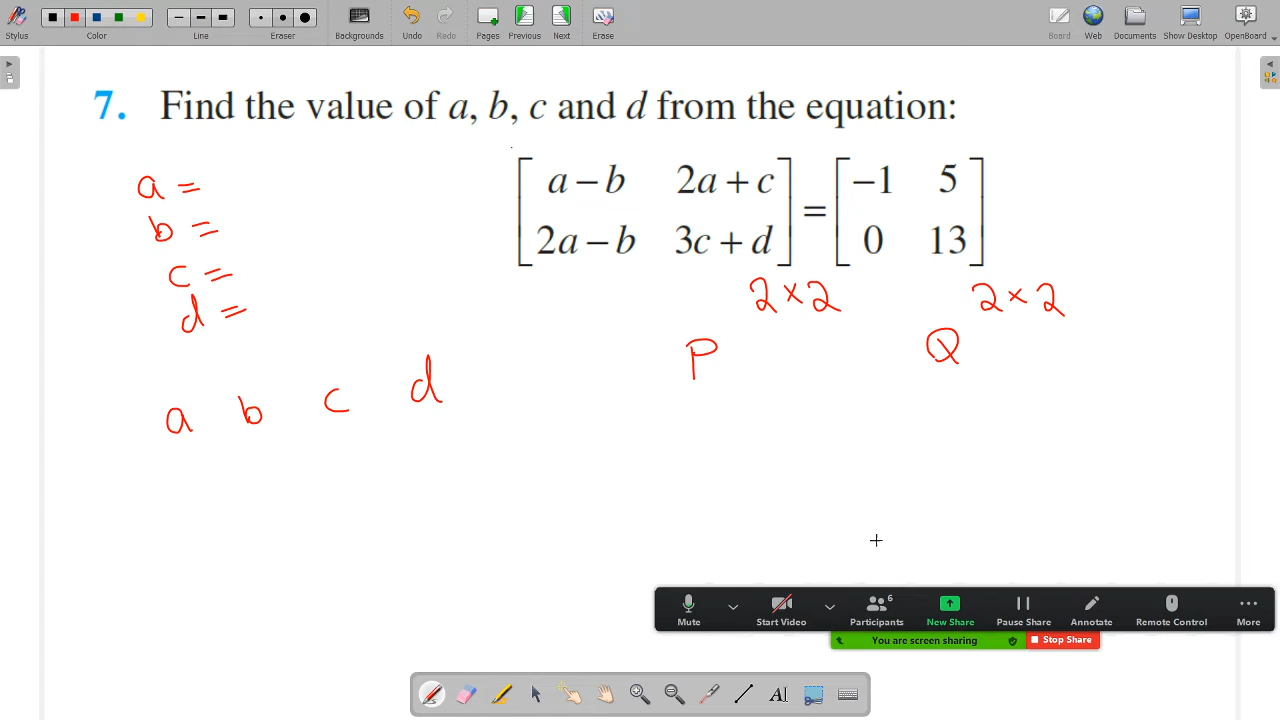 Stylus Color Line Eraser Backgrounds Undo Redo Pages Previous Next Erase Board Web Documents Show Desktop OpenBoard
7. Find the value of a, b, c and d from the equation:
[ a − b 2a + c ] = [ −1 5 ]
[ 2a − b 3c + d ] [ 0 13 ]
2 × 2 2 × 2
P Q
a =
b =
c =
d =
a b c d
6
Mute Start Video Participants New Share Pause Share Annotate Remote Control More
You are screen sharing Stop Share
AI